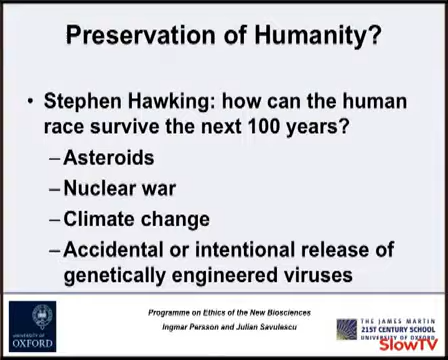 Preservation of Humanity?
• Stephen Hawking: how can the human
race survive the next 100 years?
–Asteroids
–Nuclear war
–Climate change
–Accidental or intentional release of
genetically engineered viruses
Programme on Ethics of the New Biosciences
Ingmar Persson and Julian Savulescu
UNIVERSITY OF
OXFORD
THE JAMES MARTIN
21ST CENTURY SCHOOL
UNIVERSITY OF OXFORD
SlowTV